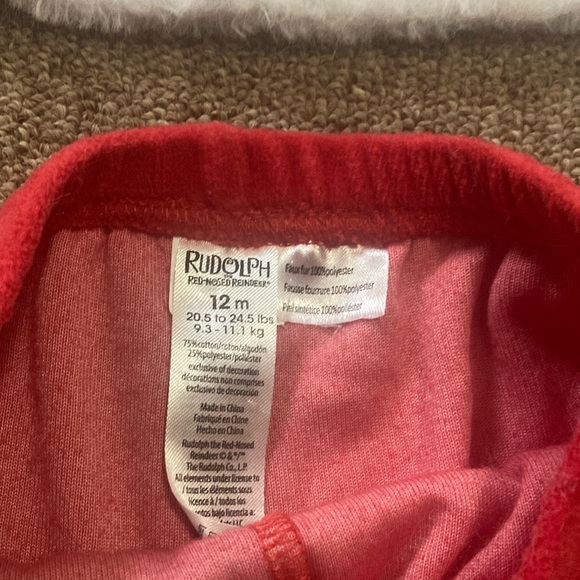 RUDOLPH
THE
RED-NOSED REINDEER®
12 m
20.5 to 24.5 lbs
9.3 - 11.1 kg
75%cotton/coton/algodón
25%polyester/poliéster
exclusive of decoration
décorations non comprises
exclusivo de decoración
Made in China
Fabriqué en Chine
Hecho en China
Rudolph the Red-Nosed
Reindeer © & ®/™
The Rudolph Co., L.P.
All elements under license to
/ tous les éléments sous
licence à / todos los
bajo licencia a:
Faux fur 100%polyester
Fausse fourrure 100%polyester
Piel sintética 100%poliéster